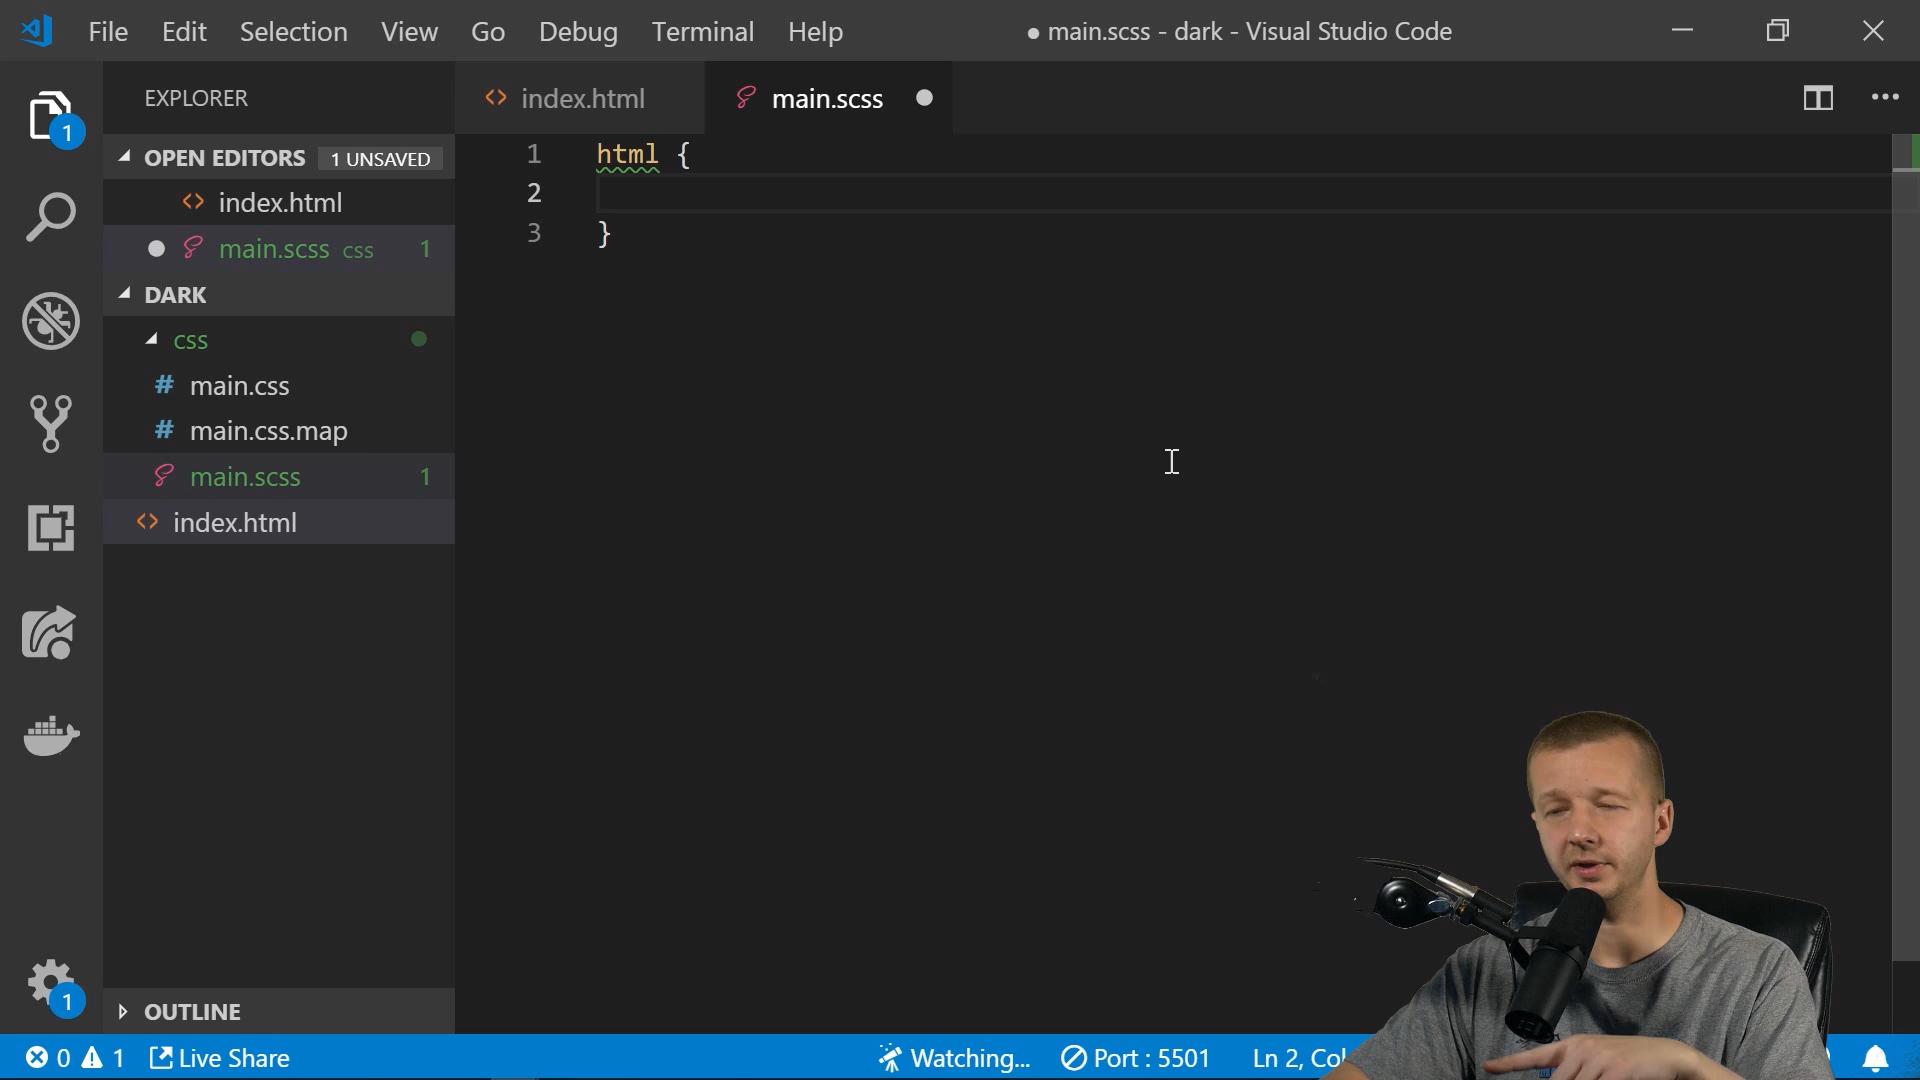 File Edit Selection View Go Debug Terminal Help
● main.scss - dark - Visual Studio Code
1
EXPLORER
OPEN EDITORS 1 UNSAVED
index.html
main.scss css 1
DARK
css
# main.css
# main.css.map
main.scss 1
index.html
OUTLINE
1
index.html
main.scss
1 html {
2
3 }
0 1 Live Share
Watching... Port : 5501 Ln 2,